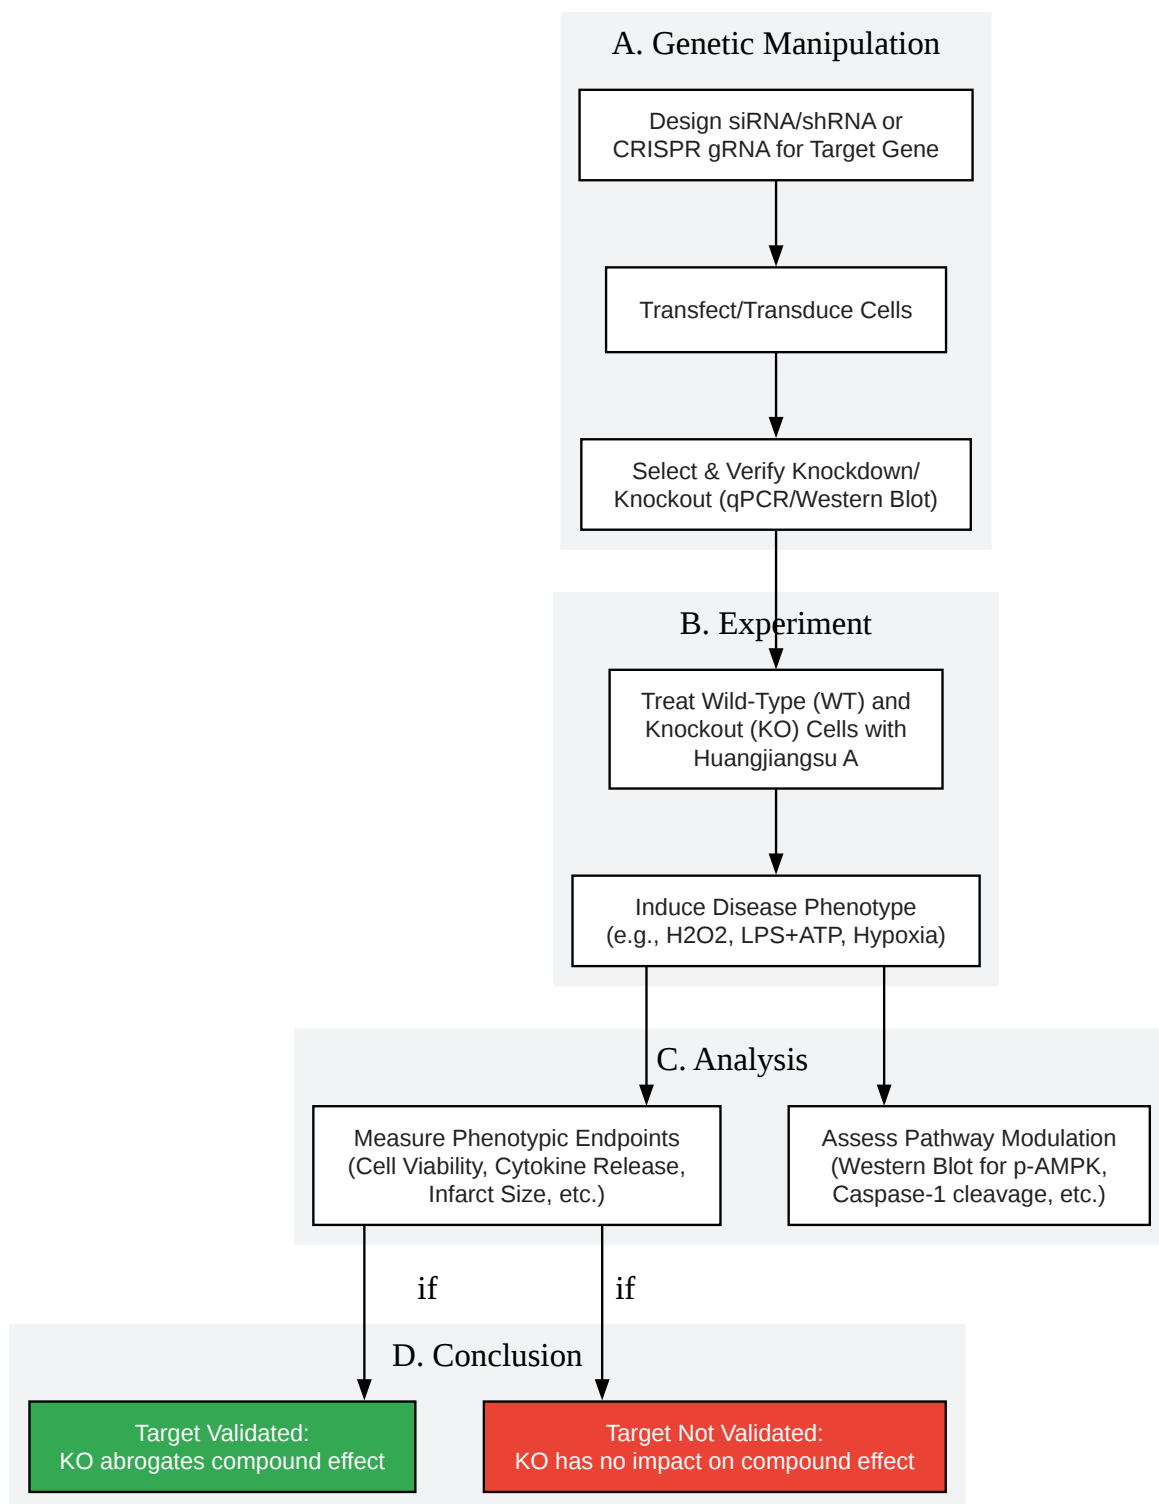 A. Genetic Manipulation
Design siRNA/shRNA or
CRISPR gRNA for Target Gene
Transfect/Transduce Cells
Select & Verify Knockdown/
Knockout (qPCR/Western Blot)
B. Experiment
Treat Wild-Type (WT) and
Knockout (KO) Cells with
Huangjiangsu A
Induce Disease Phenotype
(e.g., H2O2, LPS+ATP, Hypoxia)
C. Analysis
Measure Phenotypic Endpoints
(Cell Viability, Cytokine Release,
Infarct Size, etc.)
Assess Pathway Modulation
(Western Blot for p-AMPK,
Caspase-1 cleavage, etc.)
if
if
D. Conclusion
Target Validated:
KO abrogates compound effect
Target Not Validated:
KO has no impact on compound effect